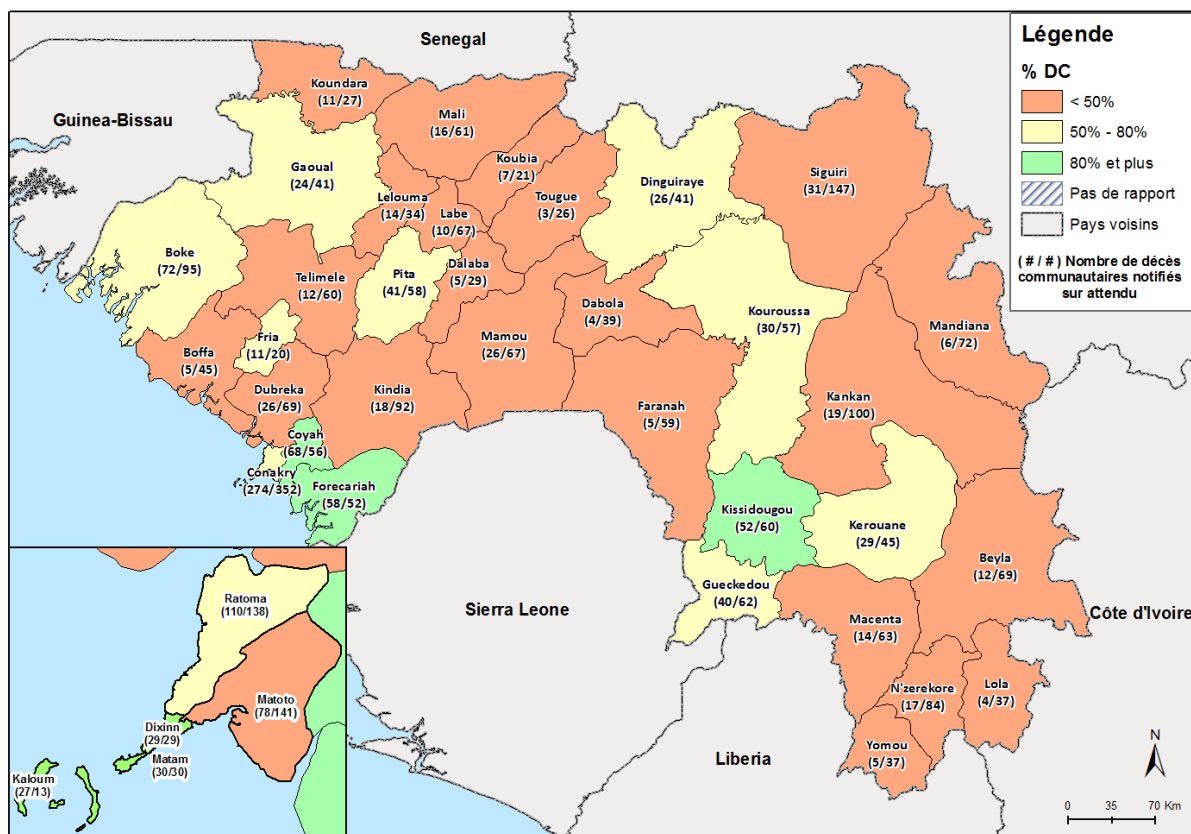 Senegal
Guinea-Bissau
Koundara
(11/27)
Mali
(16/61)
Gaoual
(24/41)
Koubia
(7/21)
Lelouma
(14/34)
Labe
(10/67)
Tougue
(3/26)
Dinguiraye
(26/41)
Siguiri
(31/147)
Boke
(72/95)
Telimele
(12/60)
Pita
(41/58)
Dalaba
(5/29)
Dabola
(4/39)
Kouroussa
(30/57)
Mandiana
(6/72)
Fria
(11/20)
Boffa
(5/45)
Mamou
(26/67)
Dubreka
(26/69)
Kindia
(18/92)
Faranah
(5/59)
Kankan
(19/100)
Coyah
(68/56)
Conakry
(274/352)
Forecariah
(58/52)
Kissidougou
(52/60)
Kerouane
(29/45)
Beyla
(12/69)
Gueckedou
(40/62)
Macenta
(14/63)
N'zerekore
(17/84)
Lola
(4/37)
Yomou
(5/37)
Sierra Leone
Liberia
Côte d'Ivoire
Ratoma
(110/138)
Matoto
(78/141)
Dixinn
(29/29)
Matam
(30/30)
Kaloum
(27/13)
Légende
% DC
< 50%
50% - 80%
80% et plus
Pas de rapport
Pays voisins
( # / # ) Nombre de décès
communautaires notifiés
sur attendu
N
0 35 70 Km